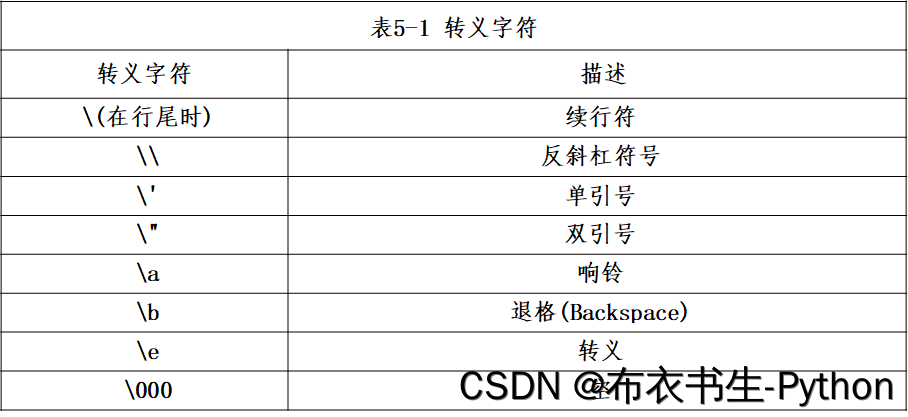 表5-1 转义字符
转义字符 描述
\(在行尾时) 续行符
\\ 反斜杠符号
\' 单引号
\" 双引号
\a 响铃
\b 退格(Backspace)
\e 转义
\000
CSDN @布衣书生-Python